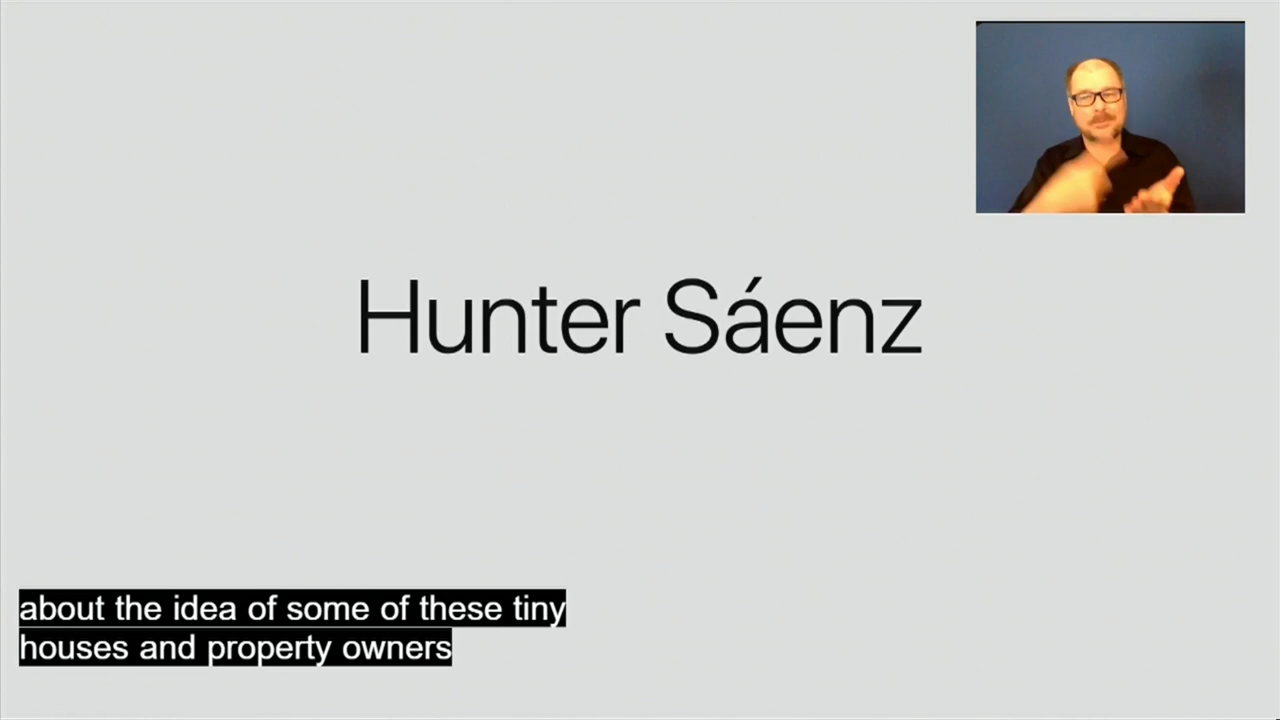 Hunter Sáenz
about the idea of some of these tiny
houses and property owners